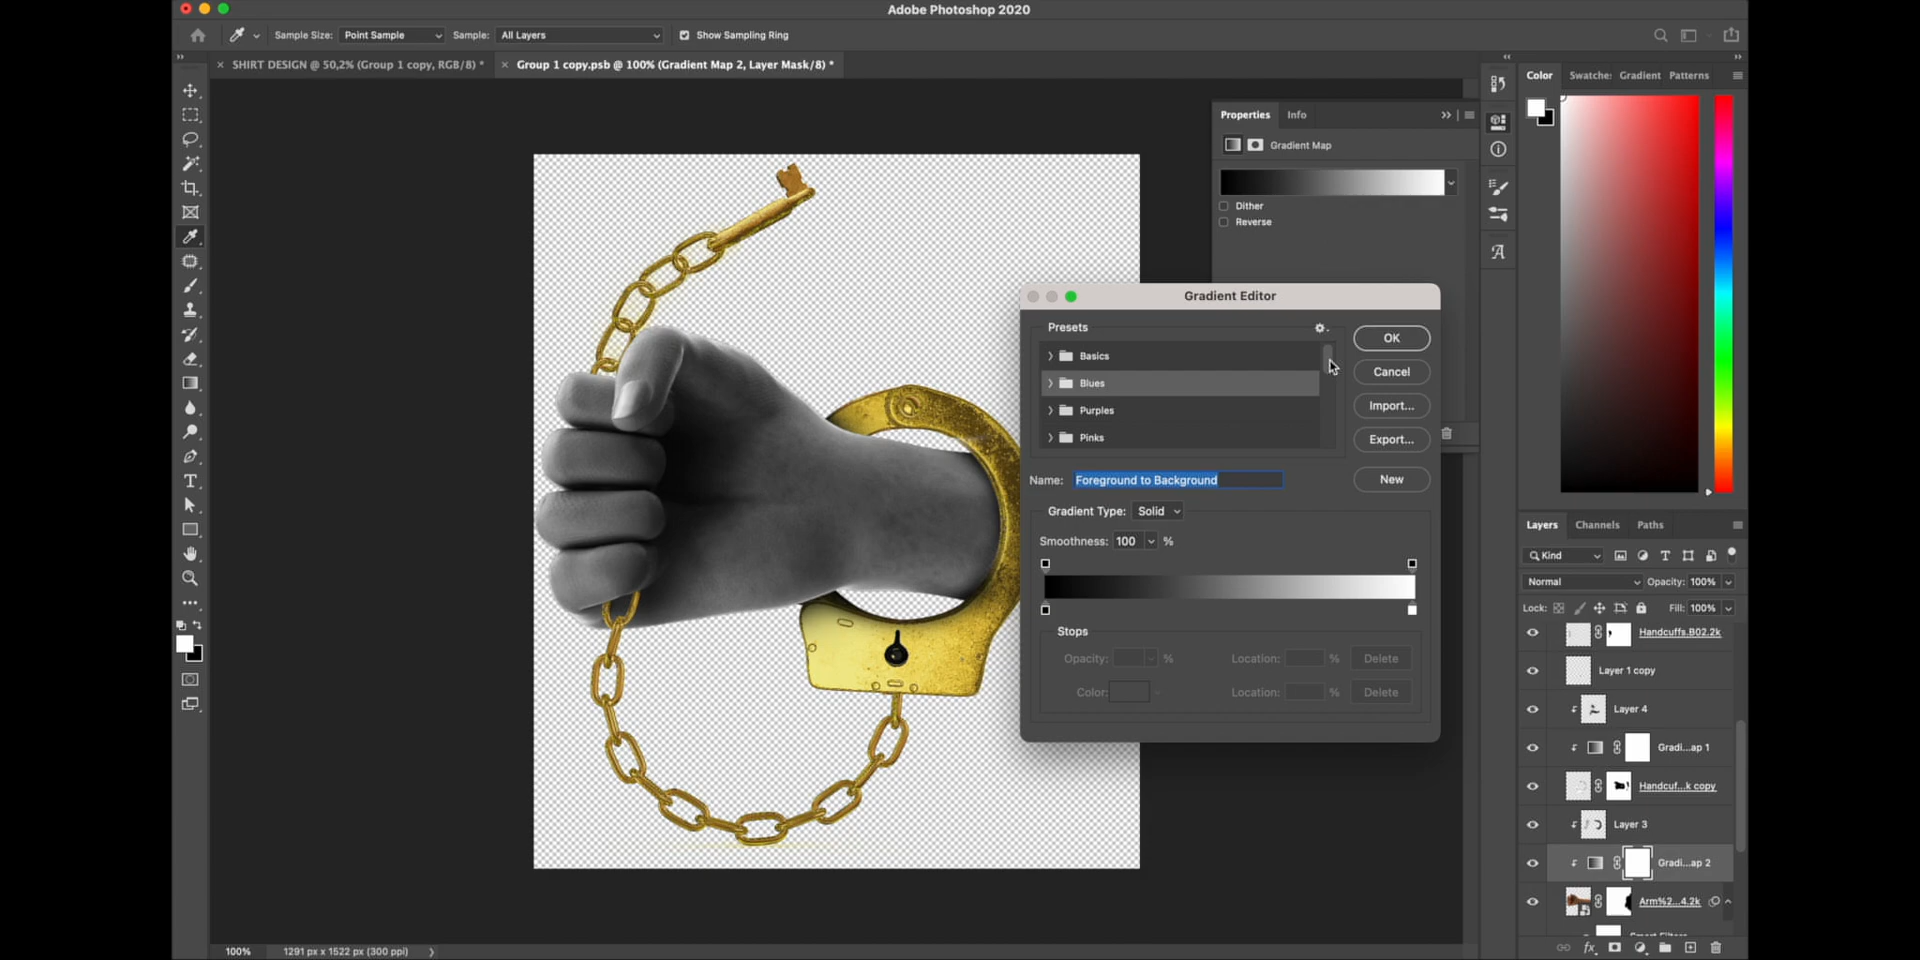 Adobe Photoshop 2020
Sample Size: Point Sample Sample: All Layers Show Sampling Ring
SHIRT DESIGN @ 50,2% (Group 1 copy, RGB/8) *
Group 1 copy.psb @ 100% (Gradient Map 2, Layer Mask/8) *
Color Swatche: Gradient Patterns
Properties Info
Gradient Map
Dither
Reverse
Gradient Editor
Presets
Basics
Blues
Purples
Pinks
OK
Cancel
Import...
Export...
Name: Foreground to Background
New
Gradient Type: Solid
Smoothness: 100 %
Stops
Opacity: % Location: % Delete
Color: Location: % Delete
Layers Channels Paths
Kind
Normal Opacity: 100%
Lock: Fill: 100%
Handcuffs.B02.2k
Layer 1 copy
Layer 4
Gradi...ap 1
Handcuf...k copy
Layer 3
Gradi...ap 2
Arm%2...4.2k
100% 1291 px x 1522 px (300 ppi)